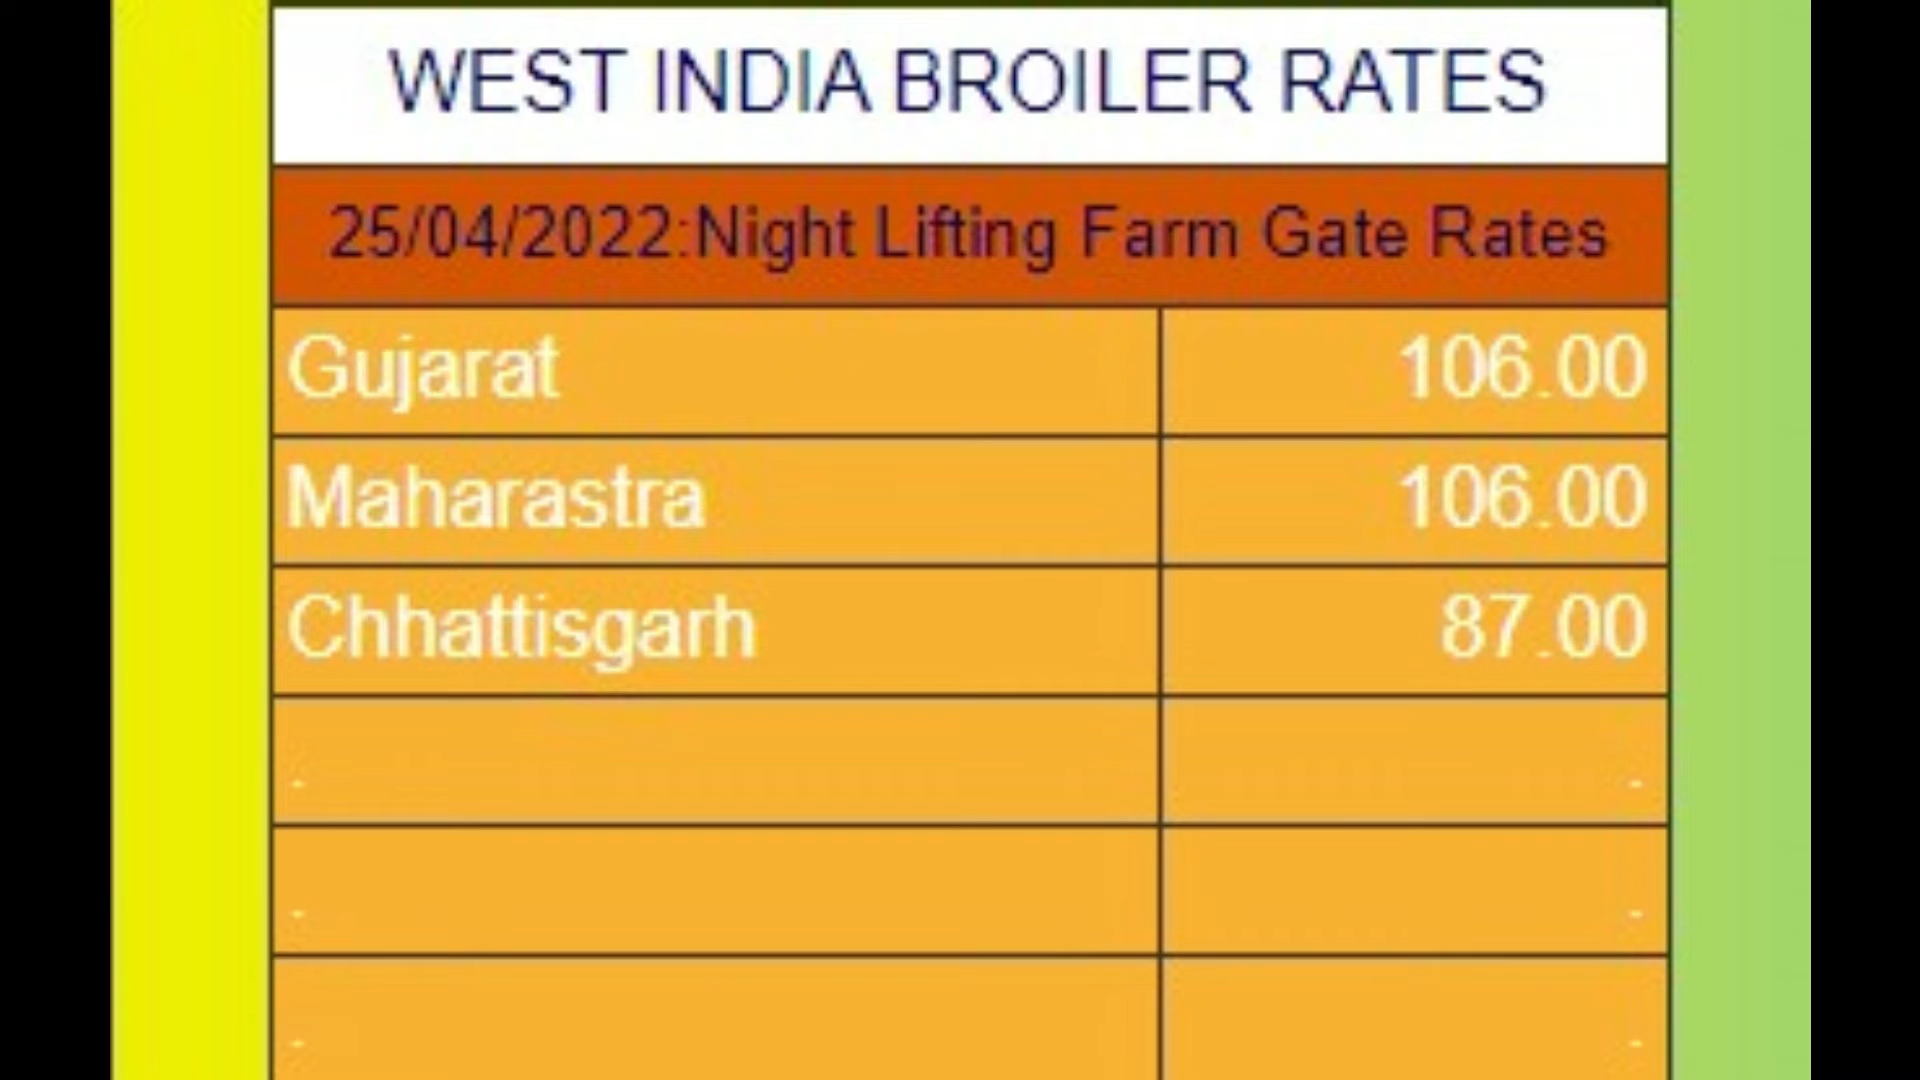 WEST INDIA BROILER RATES
25/04/2022:Night Lifting Farm Gate Rates
Gujarat 106.00
Maharastra 106.00
Chhattisgarh 87.00
. .
. .
. .